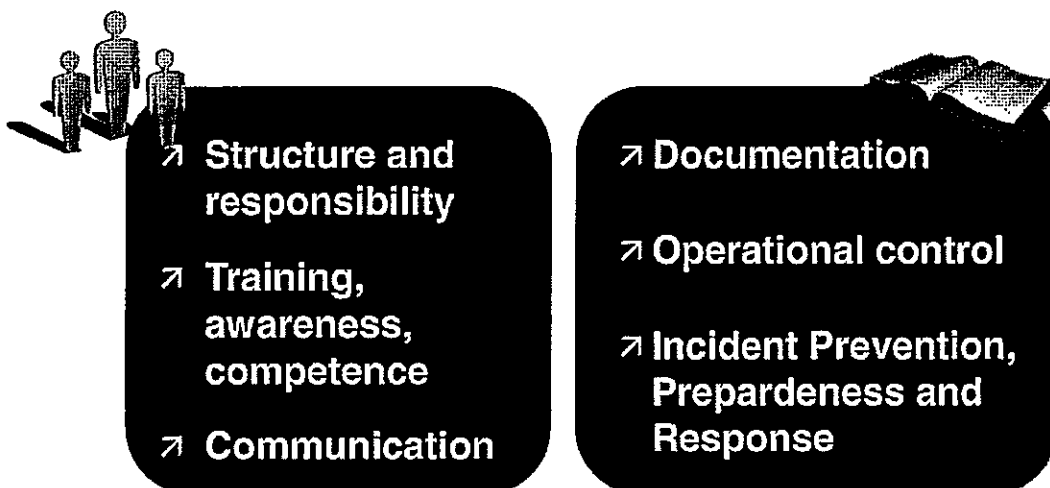 ↗ Structure and
responsibility
↗ Training,
awareness,
competence
↗ Communication
↗ Documentation
↗ Operational control
↗ Incident Prevention,
Prepardeness and
Response